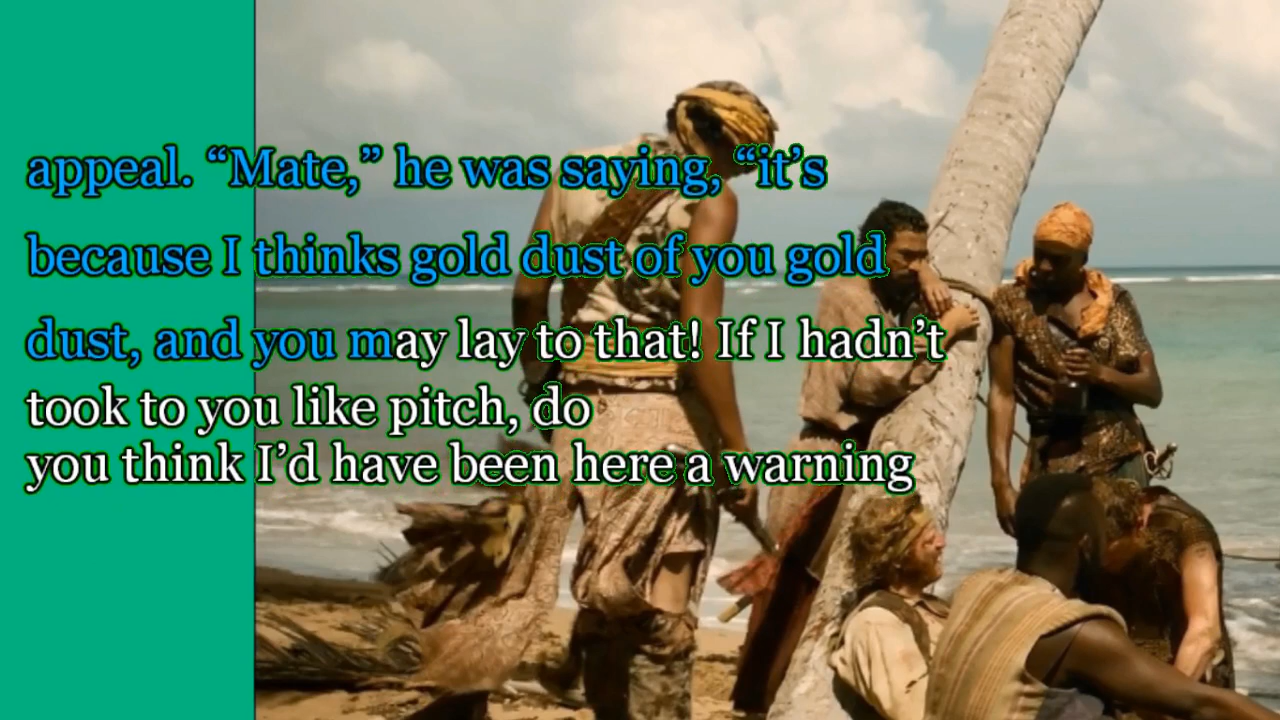 appeal. “Mate,” he was saying, “it’s
because I thinks gold dust of you gold
dust, and you may lay to that! If I hadn’t
took to you like pitch, do
you think I’d have been here a warning